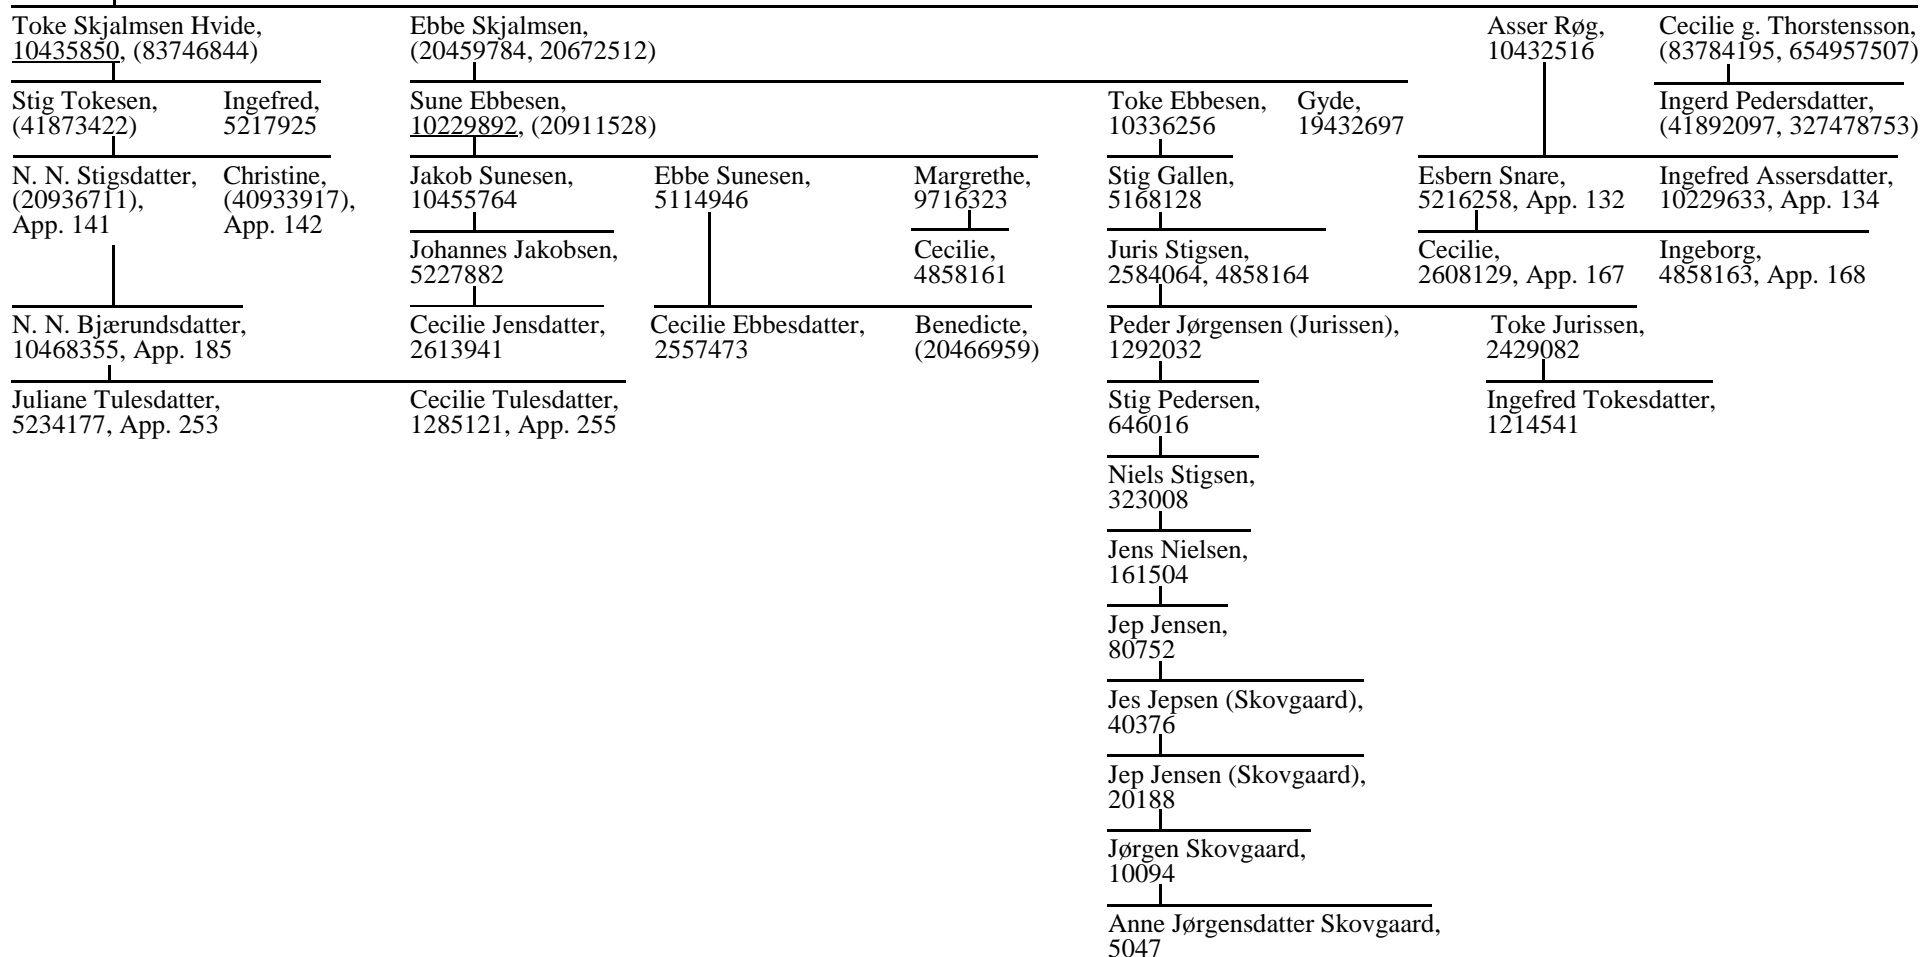 Toke Skjalmsen Hvide,
10435850, (83746844)
Ebbe Skjalmsen,
(20459784, 20672512)
Asser Røg,
10432516
Cecilie g. Thorstensson,
(83784195, 654957507)
Stig Tokesen,
(41873422)
Ingefred,
5217925
Sune Ebbesen,
10229892, (20911528)
Toke Ebbesen,
10336256
Gyde,
19432697
Ingerd Pedersdatter,
(41892097, 327478753)
N. N. Stigsdatter,
(20936711),
App. 141
Christine,
(40933917),
App. 142
Jakob Sunesen,
10455764
Ebbe Sunesen,
5114946
Margrethe,
9716323
Stig Gallen,
5168128
Esbern Snare,
5216258, App. 132
Ingefred Assersdatter,
10229633, App. 134
Johannes Jakobsen,
5227882
Cecilie,
4858161
Juris Stigsen,
2584064, 4858164
Cecilie,
2608129, App. 167
Ingeborg,
4858163, App. 168
N. N. Bjærundsdatter,
10468355, App. 185
Cecilie Jensdatter,
2613941
Cecilie Ebbesdatter,
2557473
Benedicte,
(20466959)
Peder Jørgensen (Jurissen),
1292032
Toke Jurissen,
2429082
Juliane Tulesdatter,
5234177, App. 253
Cecilie Tulesdatter,
1285121, App. 255
Stig Pedersen,
646016
Ingefred Tokesdatter,
1214541
Niels Stigsen,
323008
Jens Nielsen,
161504
Jep Jensen,
80752
Jes Jepsen (Skovgaard),
40376
Jep Jensen (Skovgaard),
20188
Jørgen Skovgaard,
10094
Anne Jørgensdatter Skovgaard,
5047